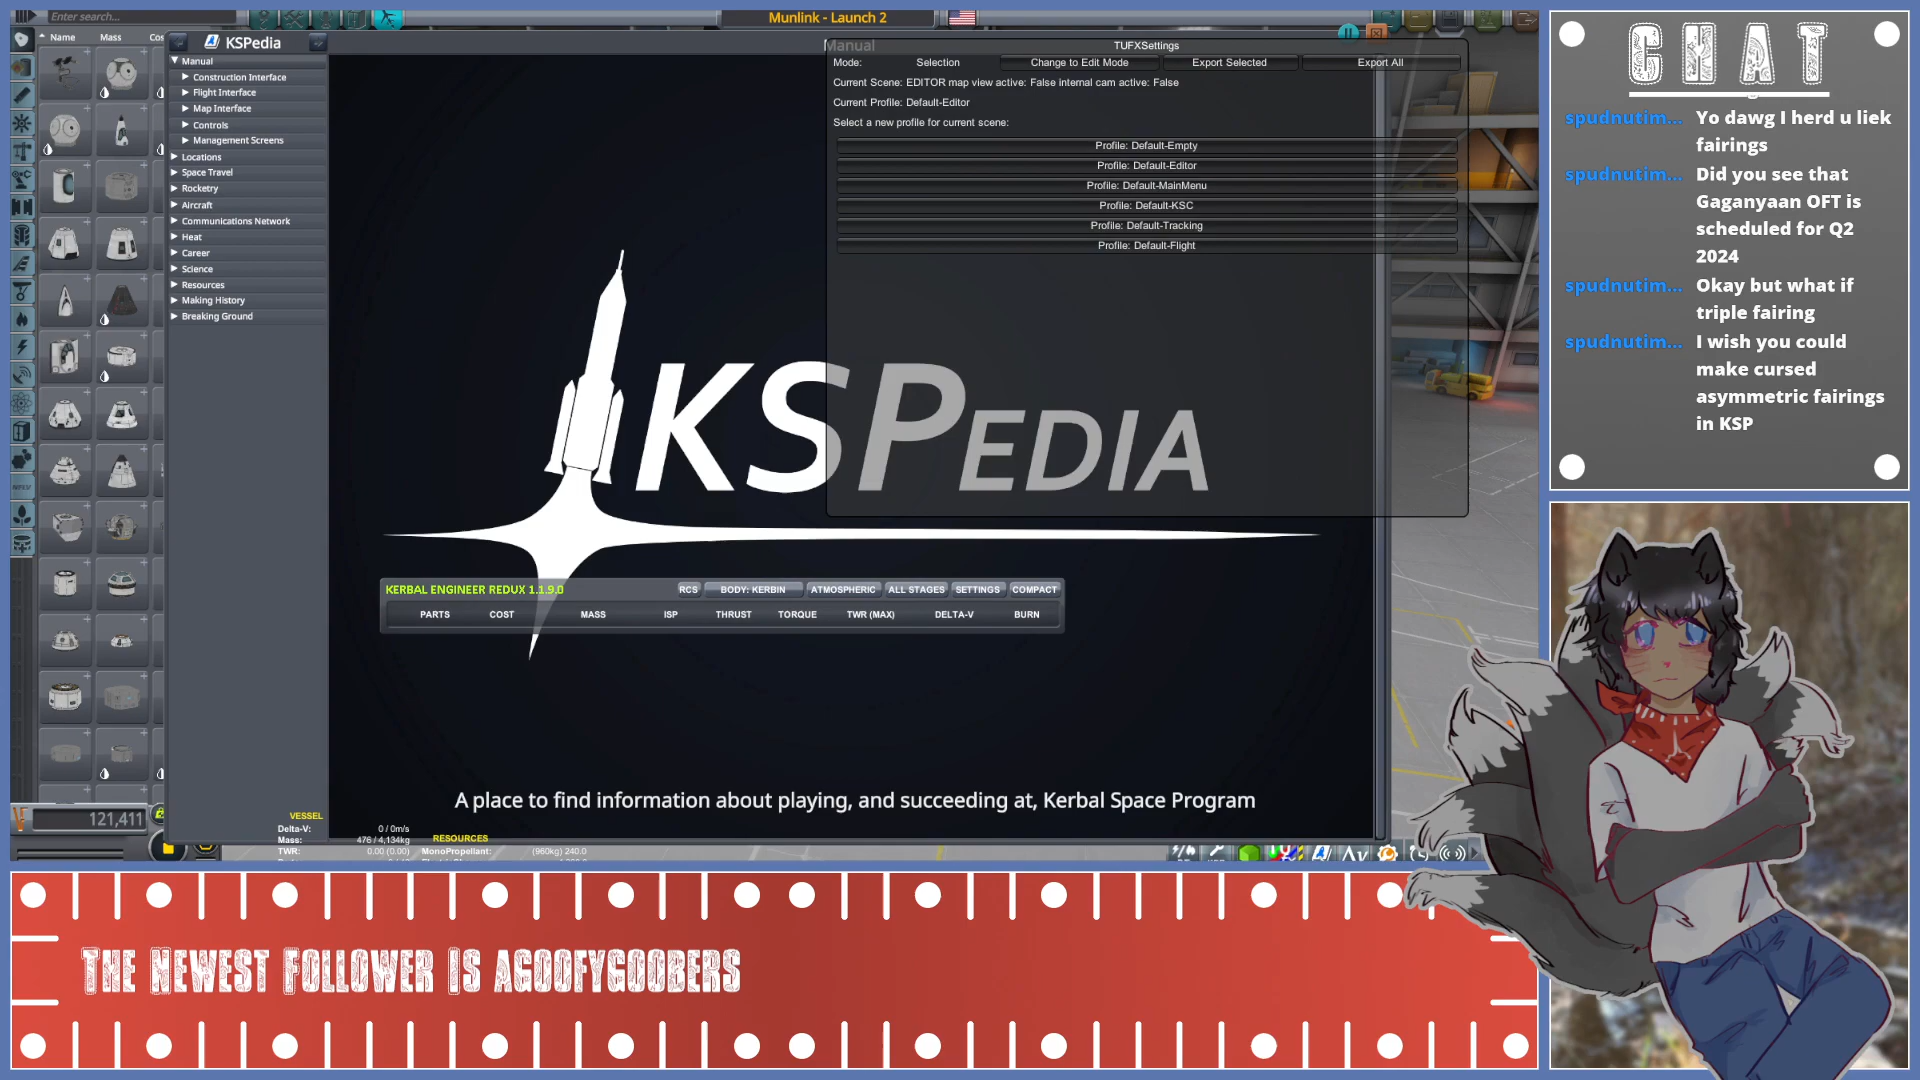 Enter search...
Munlink - Launch 2
Name
Mass
KSPedia
Manual
Construction Interface
Flight Interface
Map Interface
Controls
Management Screens
Locations
Space Travel
Rocketry
Aircraft
Communications Network
Heat
Career
Science
Resources
Making History
Breaking Ground
Manual
TUFXSettings
Mode:
Selection
Change to Edit Mode
Export Selected
Export All
Current Scene: EDITOR map view active: False internal cam active: False
Current Profile: Default-Editor
Select a new profile for current scene:
Profile: Default-Empty
Profile: Default-Editor
Profile: Default-MainMenu
Profile: Default-KSC
Profile: Default-Tracking
Profile: Default-Flight
KSPEDIA
KERBAL ENGINEER REDUX 1.1.9.0
RCS
BODY: KERBIN
ATMOSPHERIC
ALL STAGES
SETTINGS
COMPACT
PARTS
COST
MASS
ISP
THRUST
TORQUE
TWR (MAX)
DELTA-V
BURN
A place to find information about playing, and succeeding at, Kerbal Space Program
121,411
VESSEL
Delta-V: 0 / 0m/s
Mass: 476 / 4,134kg
TWR: 0.00 (0.00)
RESOURCES
MonoPropellant: (960kg) 240.0
CHAT
spudnutim... Yo dawg I herd u liek
fairings
spudnutim... Did you see that
Gaganyaan OFT is
scheduled for Q2
2024
spudnutim... Okay but what if
triple fairing
spudnutim... I wish you could
make cursed
asymmetric fairings
in KSP
THE NEWEST FOLLOWER IS AGOOFYGOOBERS